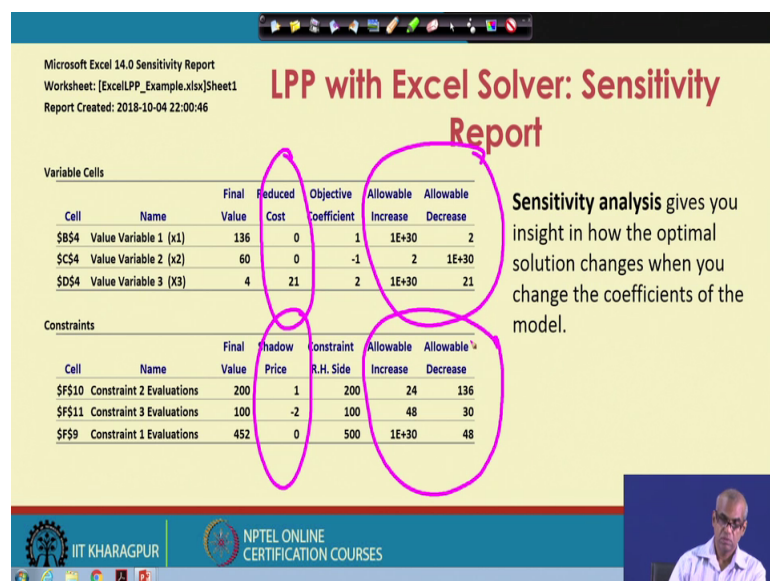 Microsoft Excel 14.0 Sensitivity Report
Worksheet: [ExcelLPP_Example.xlsx]Sheet1
Report Created: 2018-10-04 22:00:46
LPP with Excel Solver: Sensitivity
Report
Variable Cells
Final Reduced Objective Allowable Allowable
Cell Name Value Cost Coefficient Increase Decrease
$B$4 Value Variable 1 (x1) 136 0 1 1E+30 2
$C$4 Value Variable 2 (x2) 60 0 -1 2 1E+30
$D$4 Value Variable 3 (X3) 4 21 2 1E+30 21
Constraints
Final Shadow Constraint Allowable Allowable
Cell Name Value Price R.H. Side Increase Decrease
$F$10 Constraint 2 Evaluations 200 1 200 24 136
$F$11 Constraint 3 Evaluations 100 -2 100 48 30
$F$9 Constraint 1 Evaluations 452 0 500 1E+30 48
Sensitivity analysis gives you
insight in how the optimal
solution changes when you
change the coefficients of the
model.
IIT KHARAGPUR
NPTEL ONLINE
CERTIFICATION COURSES